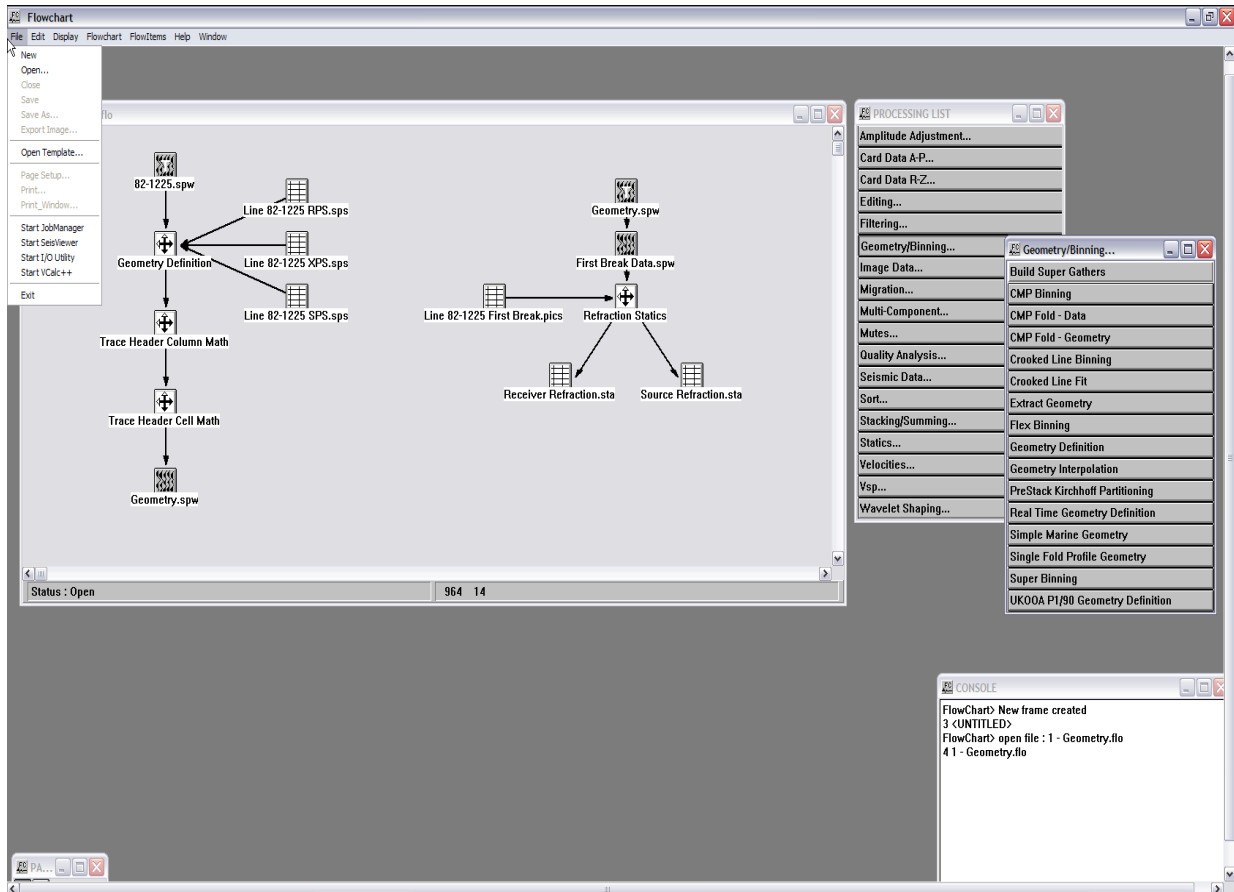 Flowchart
File Edit Display Flowchart FlowItems Help Window
New
Open...
Close
Save
Save As...
Export Image...
Open Template...
Page Setup...
Print...
Print_Window...
Start JobManager
Start SeisViewer
Start I/O Utility
Start VCalc++
Exit
flo
82-1225.spw
Line 82-1225 RPS.sps
Geometry Definition
Line 82-1225 XPS.sps
Line 82-1225 SPS.sps
Trace Header Column Math
Trace Header Cell Math
Geometry.spw
Geometry.spw
First Break Data.spw
Line 82-1225 First Break.pics
Refraction Statics
Receiver Refraction.sta
Source Refraction.sta
Status : Open
964 14
PROCESSING LIST
Amplitude Adjustment...
Card Data A-P...
Card Data R-Z...
Editing...
Filtering...
Geometry/Binning...
Image Data...
Migration...
Multi-Component...
Mutes...
Quality Analysis...
Seismic Data...
Sort...
Stacking/Summing...
Statics...
Velocities...
Vsp...
Wavelet Shaping...
Geometry/Binning...
Build Super Gathers
CMP Binning
CMP Fold - Data
CMP Fold - Geometry
Crooked Line Binning
Crooked Line Fit
Extract Geometry
Flex Binning
Geometry Definition
Geometry Interpolation
PreStack Kirchhoff Partitioning
Real Time Geometry Definition
Simple Marine Geometry
Single Fold Profile Geometry
Super Binning
UKOOA P1/90 Geometry Definition
CONSOLE
FlowChart> New frame created
3 <UNTITLED>
FlowChart> open file : 1 - Geometry.flo
4 1 - Geometry.flo
PA...